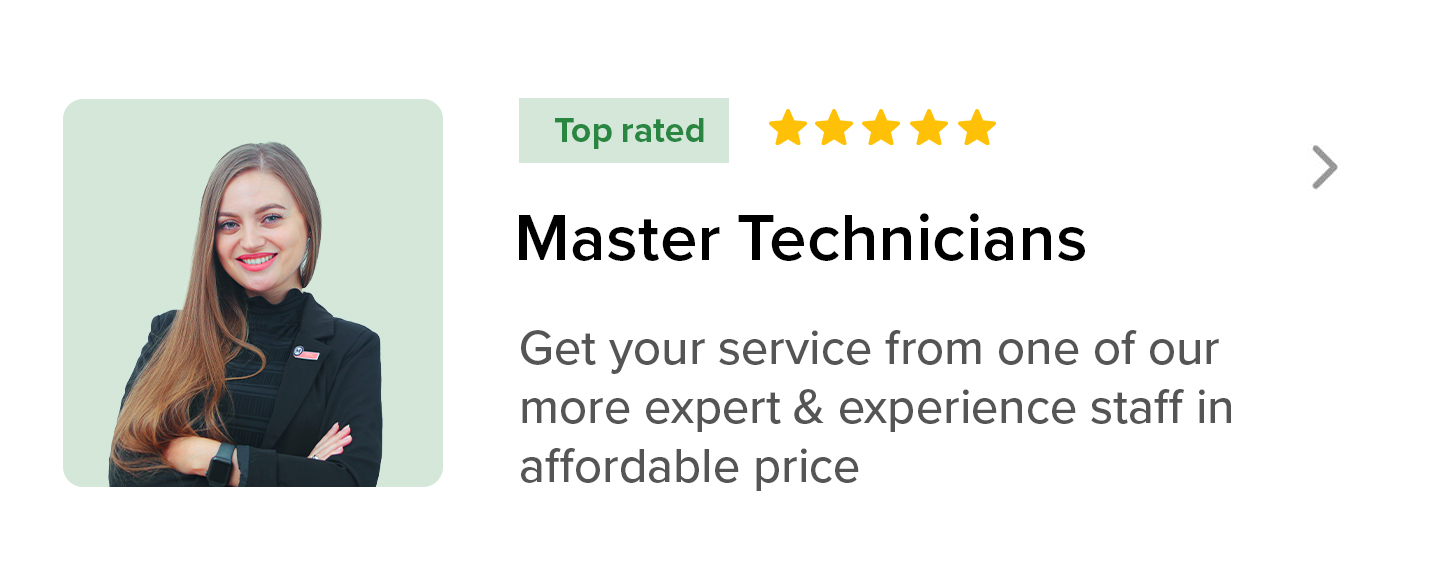 Top rated
Master Technicians
Get your service from one of our
more expert & experience staff in
affordable price